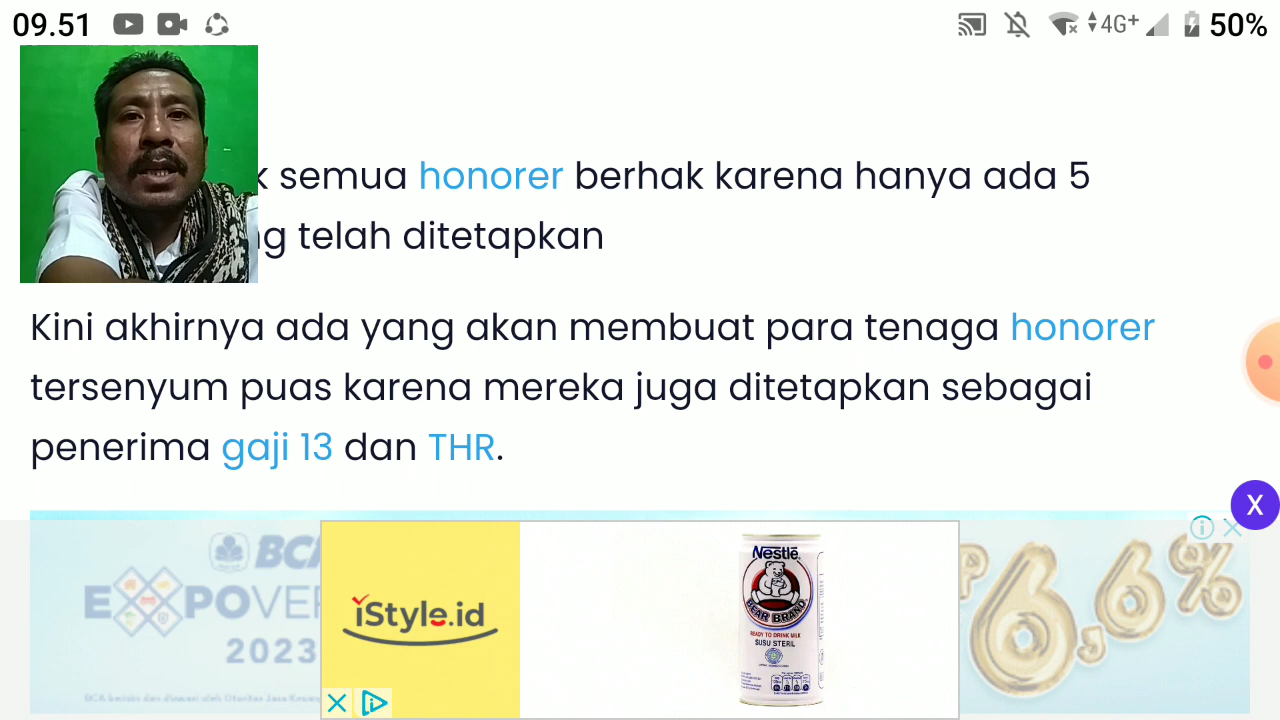 09.51
4G+
50%
k semua honorer berhak karena hanya ada 5
ng telah ditetapkan
Kini akhirnya ada yang akan membuat para tenaga honorer
tersenyum puas karena mereka juga ditetapkan sebagai
penerima gaji 13 dan THR.
X
BCA
EXPOVER
2023
iStyle.id
Nestlé
BEAR BRAND
READY TO DRINK MILK
SUSU STERIL
P 6,6%